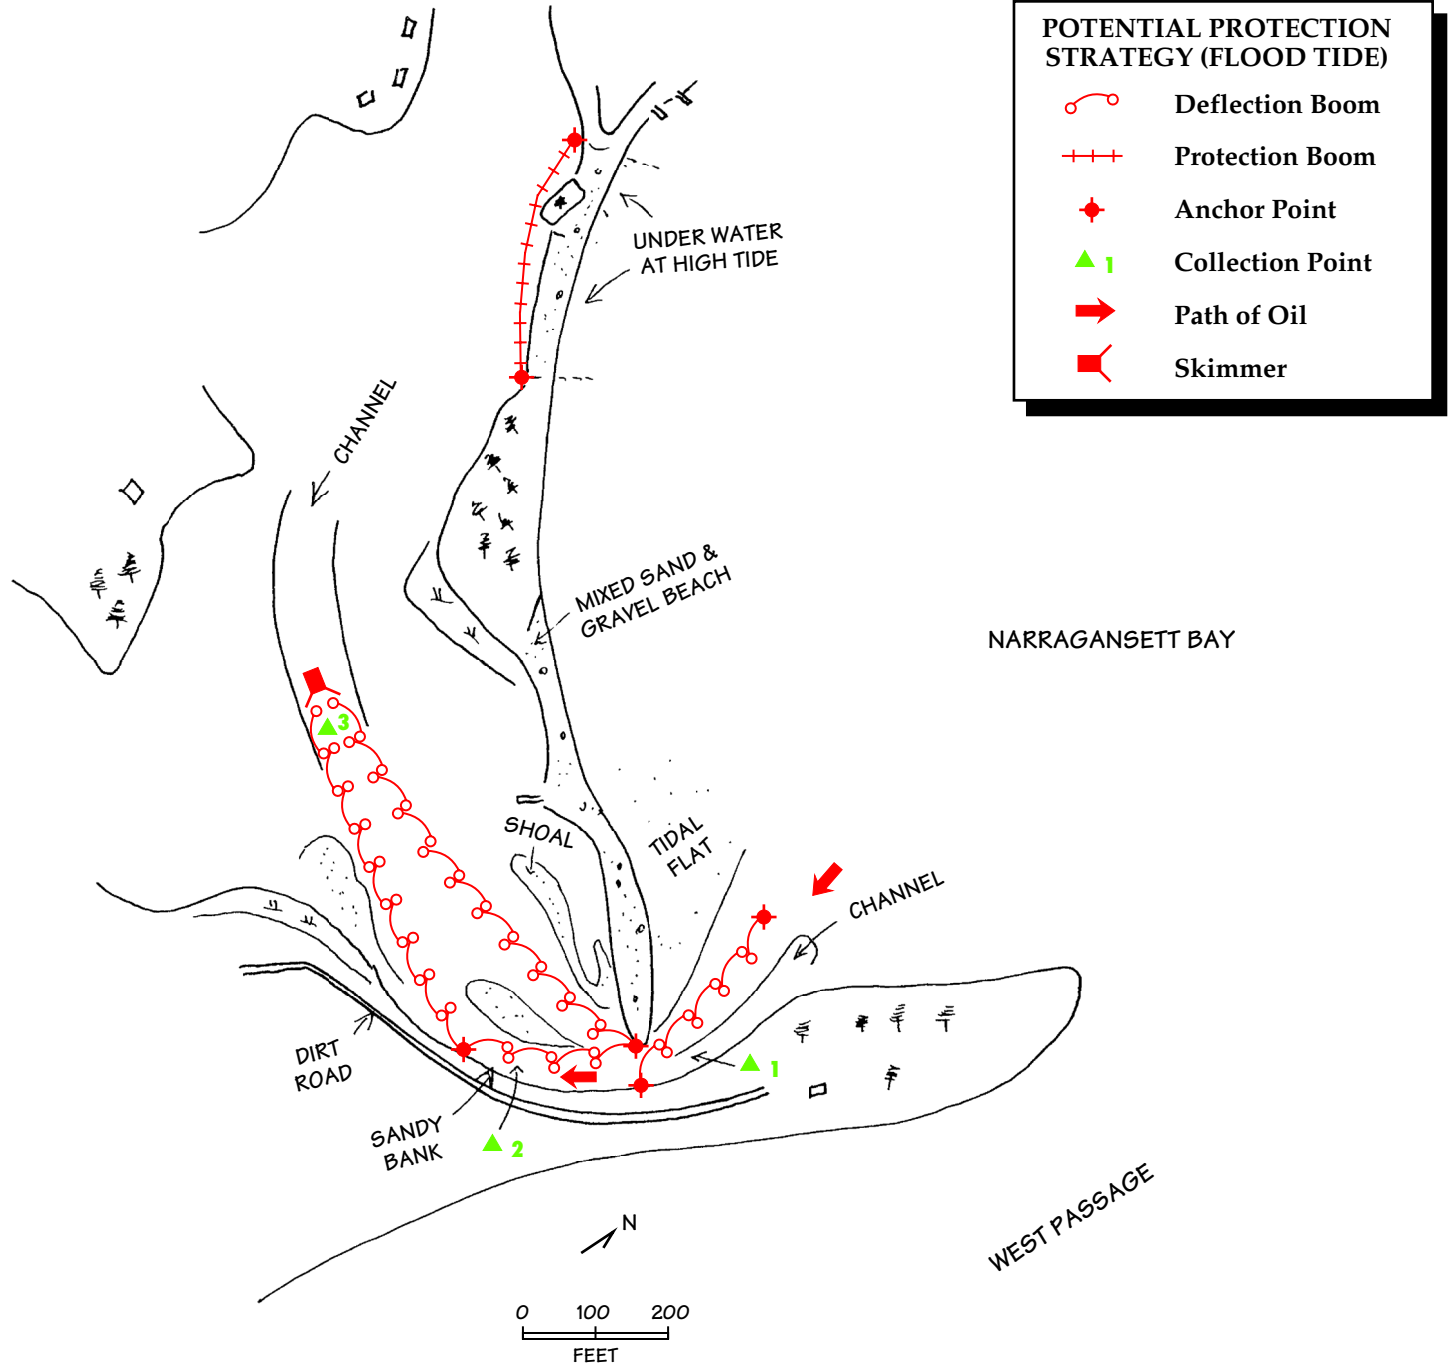 POTENTIAL PROTECTION
STRATEGY (FLOOD TIDE)
Deflection Boom
Protection Boom
Anchor Point
1
Collection Point
Path of Oil
Skimmer
UNDER WATER
AT HIGH TIDE
CHANNEL
MIXED SAND &
GRAVEL BEACH
NARRAGANSETT BAY
3
SHOAL
TIDAL
FLAT
CHANNEL
DIRT
ROAD
1
SANDY
BANK
2
WEST PASSAGE
N
0 100 200
FEET